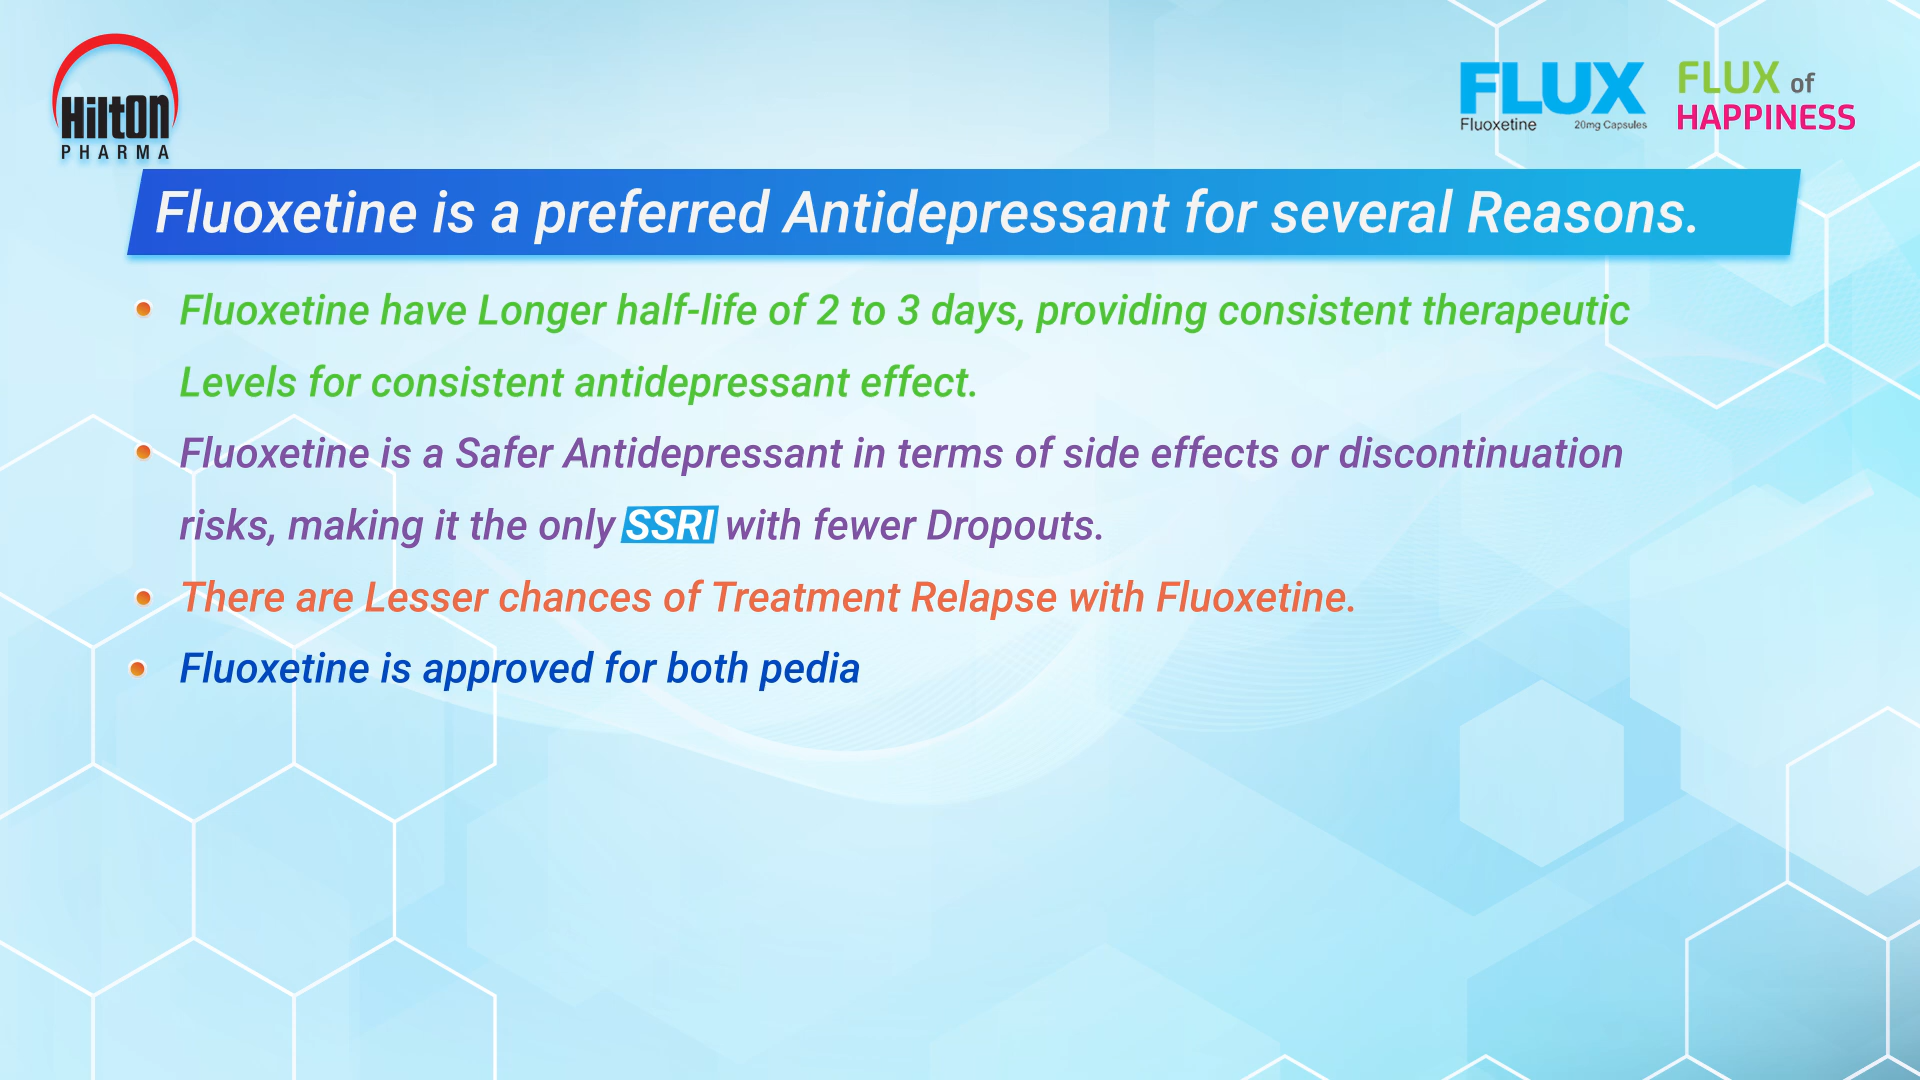 Hilton
PHARMA
FLUX
Fluoxetine 20mg Capsules
FLUX of
HAPPINESS
Fluoxetine is a preferred Antidepressant for several Reasons.
• Fluoxetine have Longer half-life of 2 to 3 days, providing consistent therapeutic
Levels for consistent antidepressant effect.
• Fluoxetine is a Safer Antidepressant in terms of side effects or discontinuation
risks, making it the only SSRI with fewer Dropouts.
• There are Lesser chances of Treatment Relapse with Fluoxetine.
• Fluoxetine is approved for both pedia